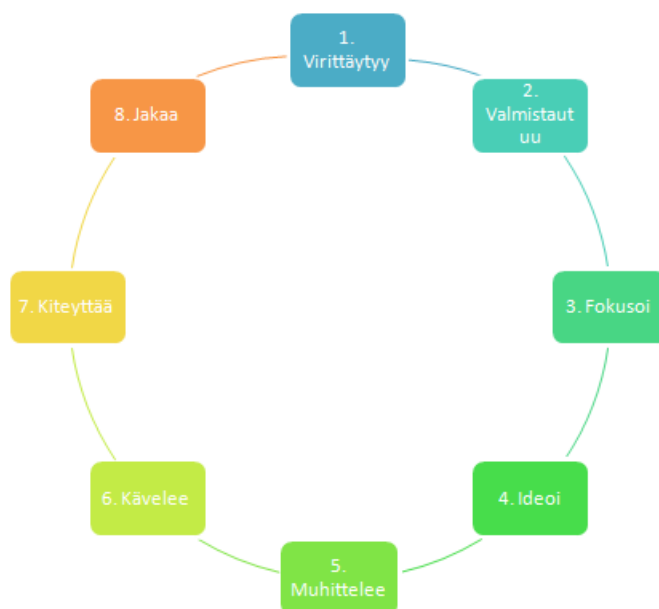 1.
Virittäytyy
2.
Valmistaut
uu
3. Fokusoi
4. Ideoi
5.
Muhittelee
6. Kävelee
7. Kiteyttää
8. Jakaa